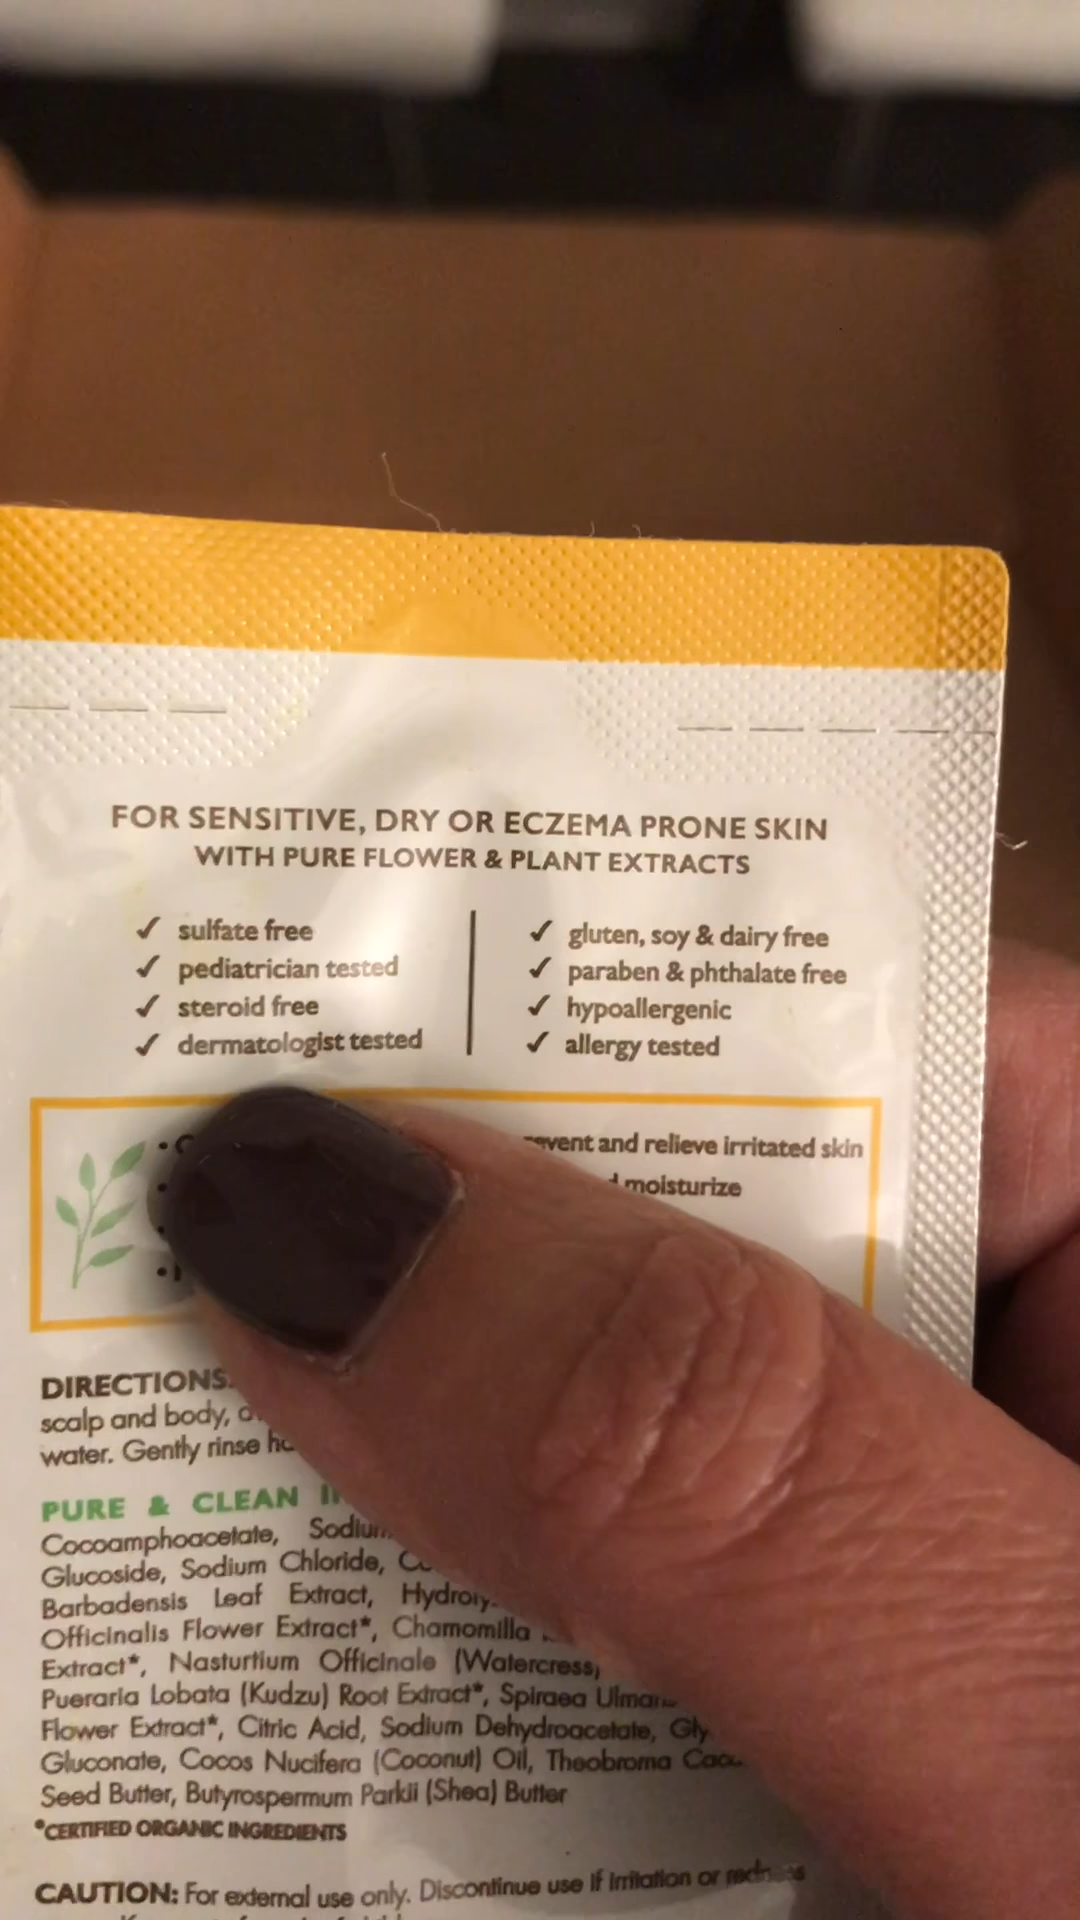 FOR SENSITIVE, DRY OR ECZEMA PRONE SKIN
WITH PURE FLOWER & PLANT EXTRACTS
✓ sulfate free
✓ pediatrician tested
✓ steroid free
✓ dermatologist tested
✓ gluten, soy & dairy free
✓ paraben & phthalate free
✓ hypoallergenic
✓ allergy tested
and relieve irritated skin
moisturize
DIRECTIONS:
scalp and body,
water. Gently rinse
PURE & CLEAN
Cocoamphoacetate,
Glucoside, Sodium Chloride,
Barbadensis Leaf Extract,
Officinalis Flower Extract*, Chamomilla
Extract*, Nasturtium Officinale (Watercress)
Pueraria Lobata (Kudzu) Root Extract*, Spiraea
Flower Extract*, Citric Acid, Sodium Dehydroacetate,
Gluconate, Cocos Nucifera (Coconut) Oil, Theobroma
Seed Butter, Butyrospermum Parkii (Shea) Butter
*CERTIFIED ORGANIC INGREDIENTS
CAUTION: For external use only. Discontinue use if irritation or redness